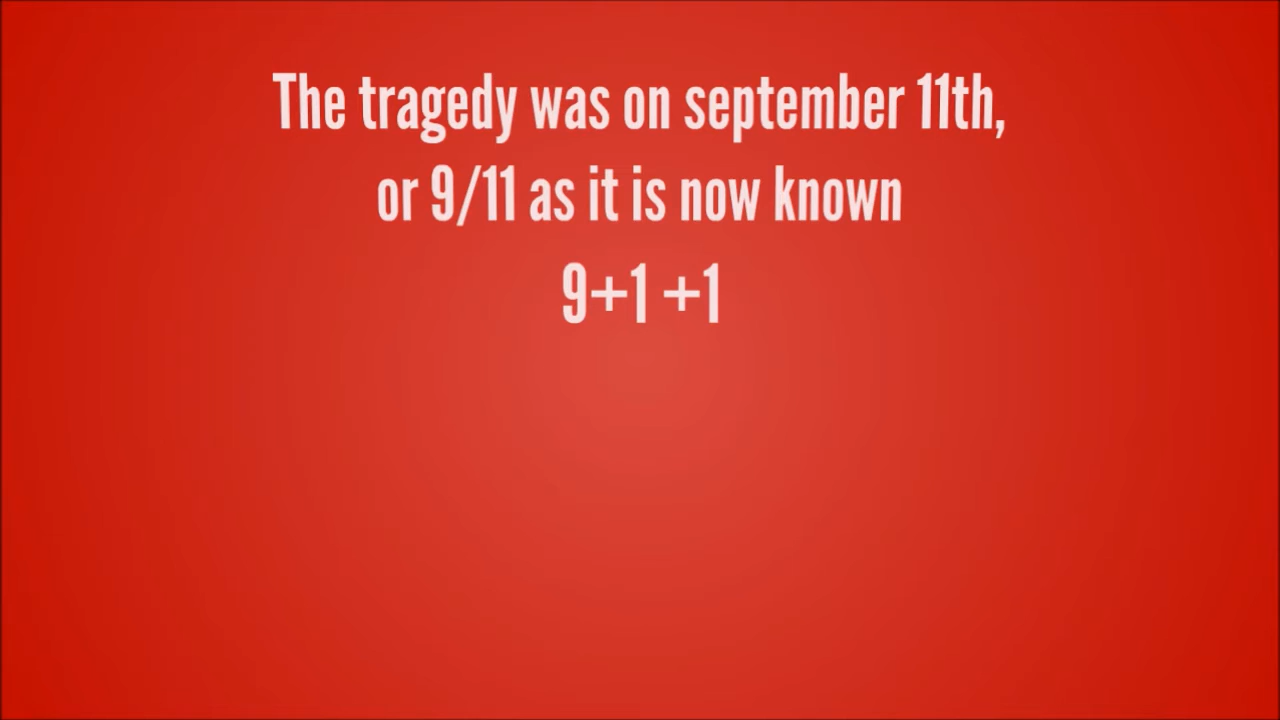 The tragedy was on september 11th,
or 9/11 as it is now known
9+1 +1